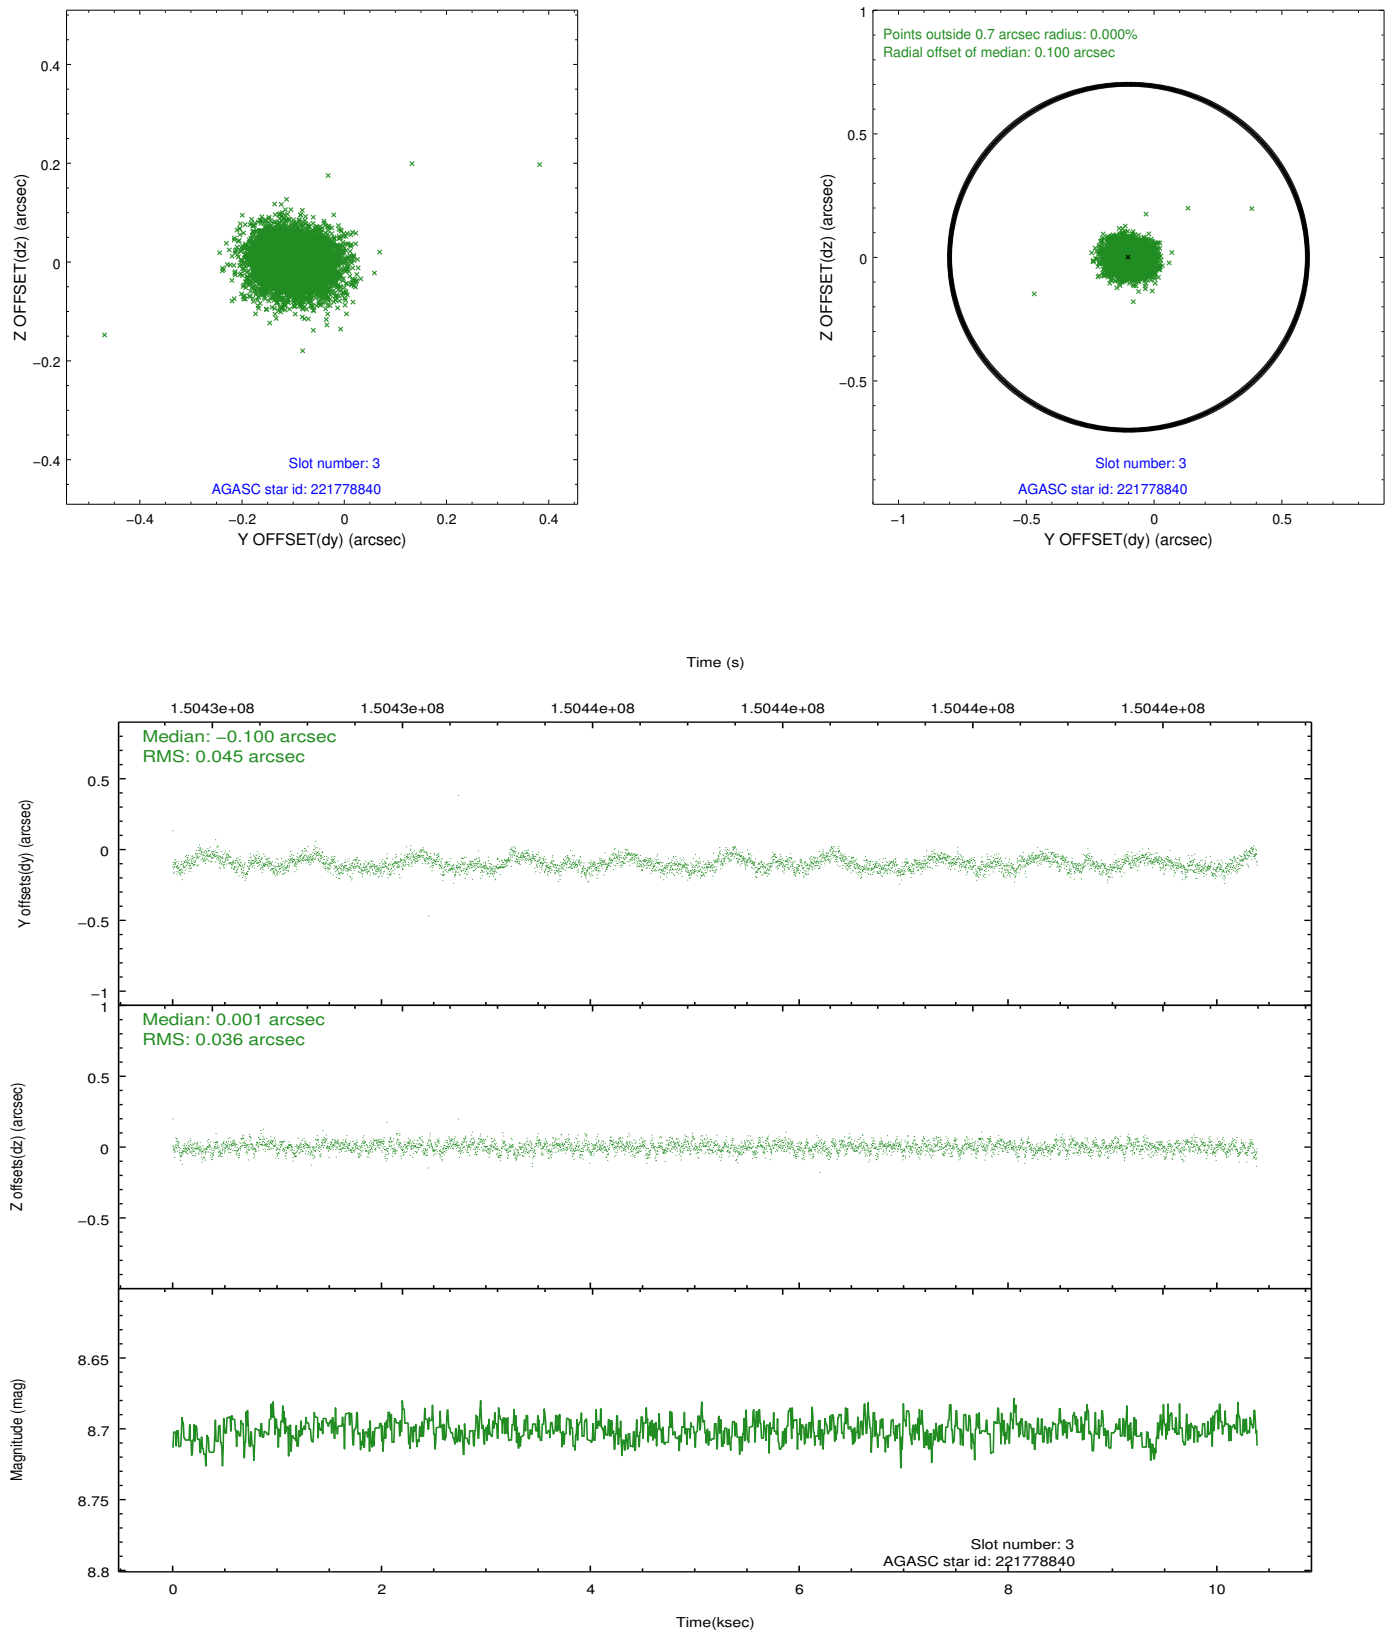 0.4
0.2
0
−0.2
−0.4
Z OFFSET(dz) (arcsec)
Slot number: 3
AGASC star id: 221778840
−0.4 −0.2 0 0.2 0.4
Y OFFSET(dy) (arcsec)
Points outside 0.7 arcsec radius: 0.000%
Radial offset of median: 0.100 arcsec
1
0.5
0
−0.5
Z OFFSET(dz) (arcsec)
Slot number: 3
AGASC star id: 221778840
−1 −0.5 0 0.5
Y OFFSET(dy) (arcsec)
Time (s)
1.5043e+08 1.5043e+08 1.5044e+08 1.5044e+08 1.5044e+08 1.5044e+08
Median: −0.100 arcsec
RMS: 0.045 arcsec
0.5
0
−0.5
−1
Y offsets(dy) (arcsec)
1
Median: 0.001 arcsec
RMS: 0.036 arcsec
0.5
0
−0.5
Z offsets(dz) (arcsec)
8.65
8.7
8.75
8.8
Magnitude (mag)
Slot number: 3
AGASC star id: 221778840
0 2 4 6 8 10
Time(ksec)